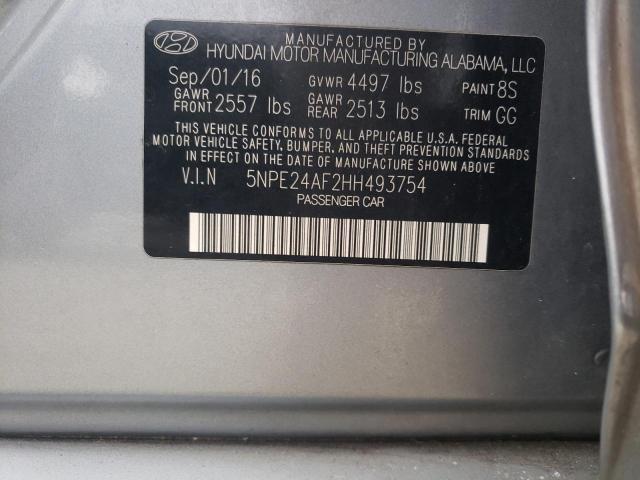 MANUFACTURED BY
HYUNDAI MOTOR MANUFACTURING ALABAMA, LLC
Sep/01/16 GVWR 4497 lbs PAINT 8S
GAWR FRONT 2557 lbs GAWR REAR 2513 lbs TRIM GG
THIS VEHICLE CONFORMS TO ALL APPLICABLE U.S.A. FEDERAL
MOTOR VEHICLE SAFETY, BUMPER, AND THEFT PREVENTION
STANDARDS IN EFFECT ON THE DATE OF MANUFACTURE SHOWN ABOVE
V.I.N 5NPE24AF2HH493754
PASSENGER CAR